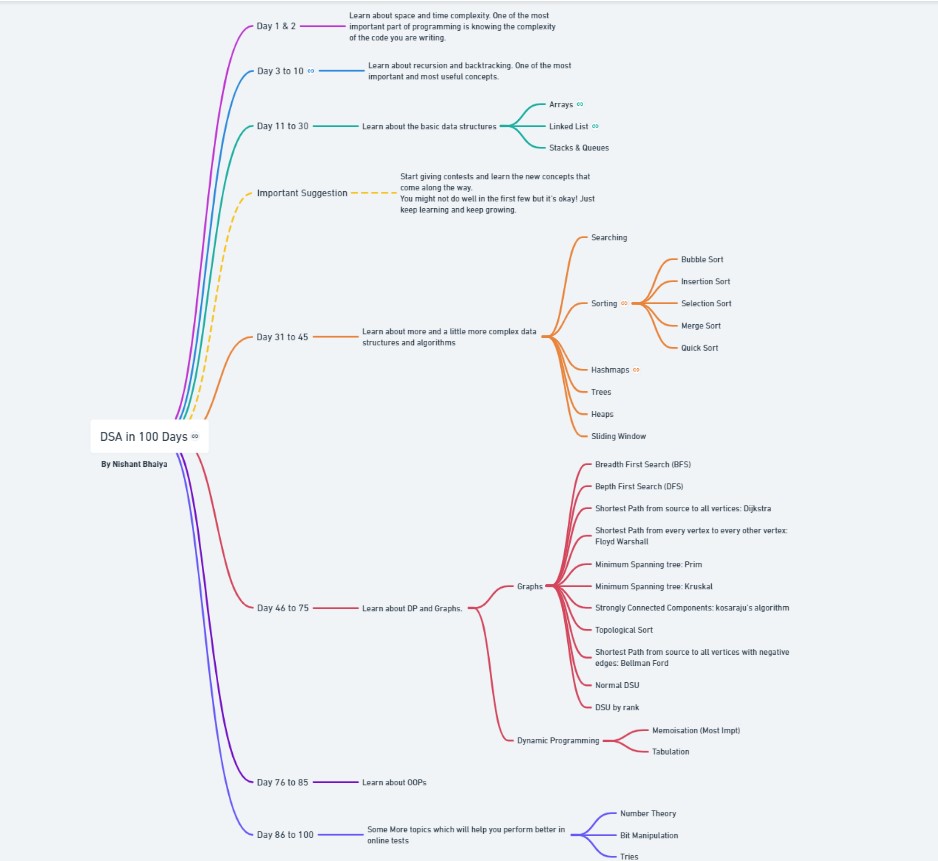 Day 1 & 2
Learn about space and time complexity. One of the most
important part of programming is knowing the complexity
of the code you are writing.
Day 3 to 10
Learn about recursion and backtracking. One of the most
important and most useful concepts.
Day 11 to 30
Learn about the basic data structures
Arrays
Linked List
Stacks & Queues
Important Suggestion
Start giving contests and learn the new concepts that
come along the way.
You might not do well in the first few but it's okay! Just
keep learning and keep growing.
Day 31 to 45
Learn about more and a little more complex data
structures and algorithms
Searching
Sorting
Bubble Sort
Insertion Sort
Selection Sort
Merge Sort
Quick Sort
Hashmaps
Trees
Heaps
Sliding Window
DSA in 100 Days
By Nishant Bhaiya
Day 46 to 75
Learn about DP and Graphs.
Graphs
Breadth First Search (BFS)
Bepth First Search (DFS)
Shortest Path from source to all vertices: Dijkstra
Shortest Path from every vertex to every other vertex:
Floyd Warshall
Minimum Spanning tree: Prim
Minimum Spanning tree: Kruskal
Strongly Connected Components: kosaraju's algorithm
Topological Sort
Shortest Path from source to all vertices with negative
edges: Bellman Ford
Normal DSU
DSU by rank
Dynamic Programming
Memoisation (Most Impt)
Tabulation
Day 76 to 85
Learn about OOPs
Day 86 to 100
Some More topics which will help you perform better in
online tests
Number Theory
Bit Manipulation
Tries